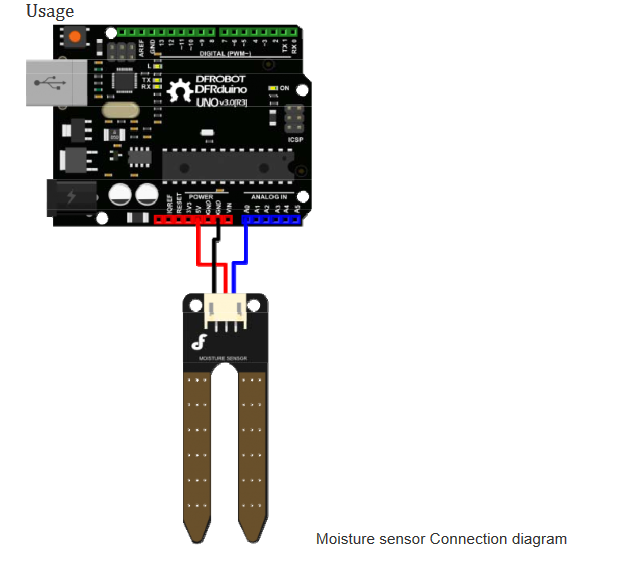 Usage
AREF
GND
13
12
~11
~10
~9
8
7
~6
~5
4
~3
2
TX 1
RX 0
DIGITAL (PWM~)
L
TX
RX
DFROBOT
DFRduino
UNO v3.0[R3]
ON
ICSP
POWER
ANALOG IN
IOREF
RESET
3V3
5V
GND
GND
VIN
A0
A1
A2
A3
A4
A5
MOISTURE SENSOR
Moisture sensor Connection diagram